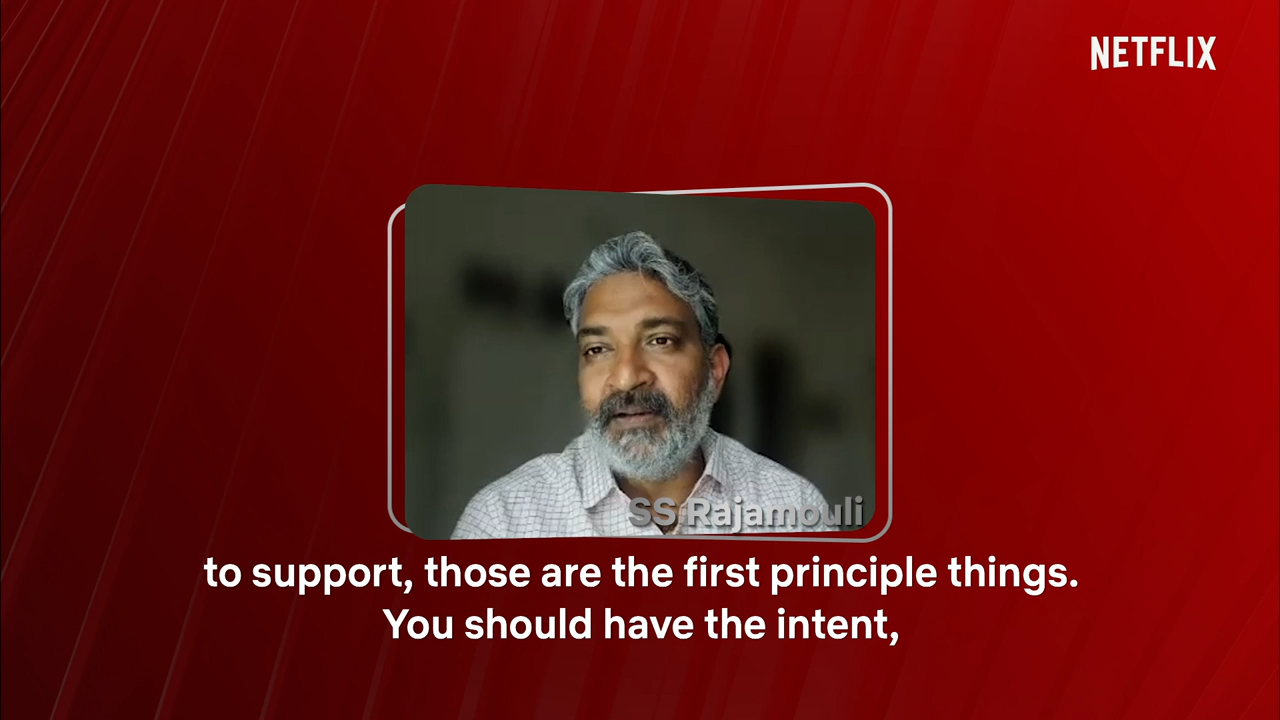 NETFLIX
SS Rajamouli
to support, those are the first principle things.
You should have the intent,